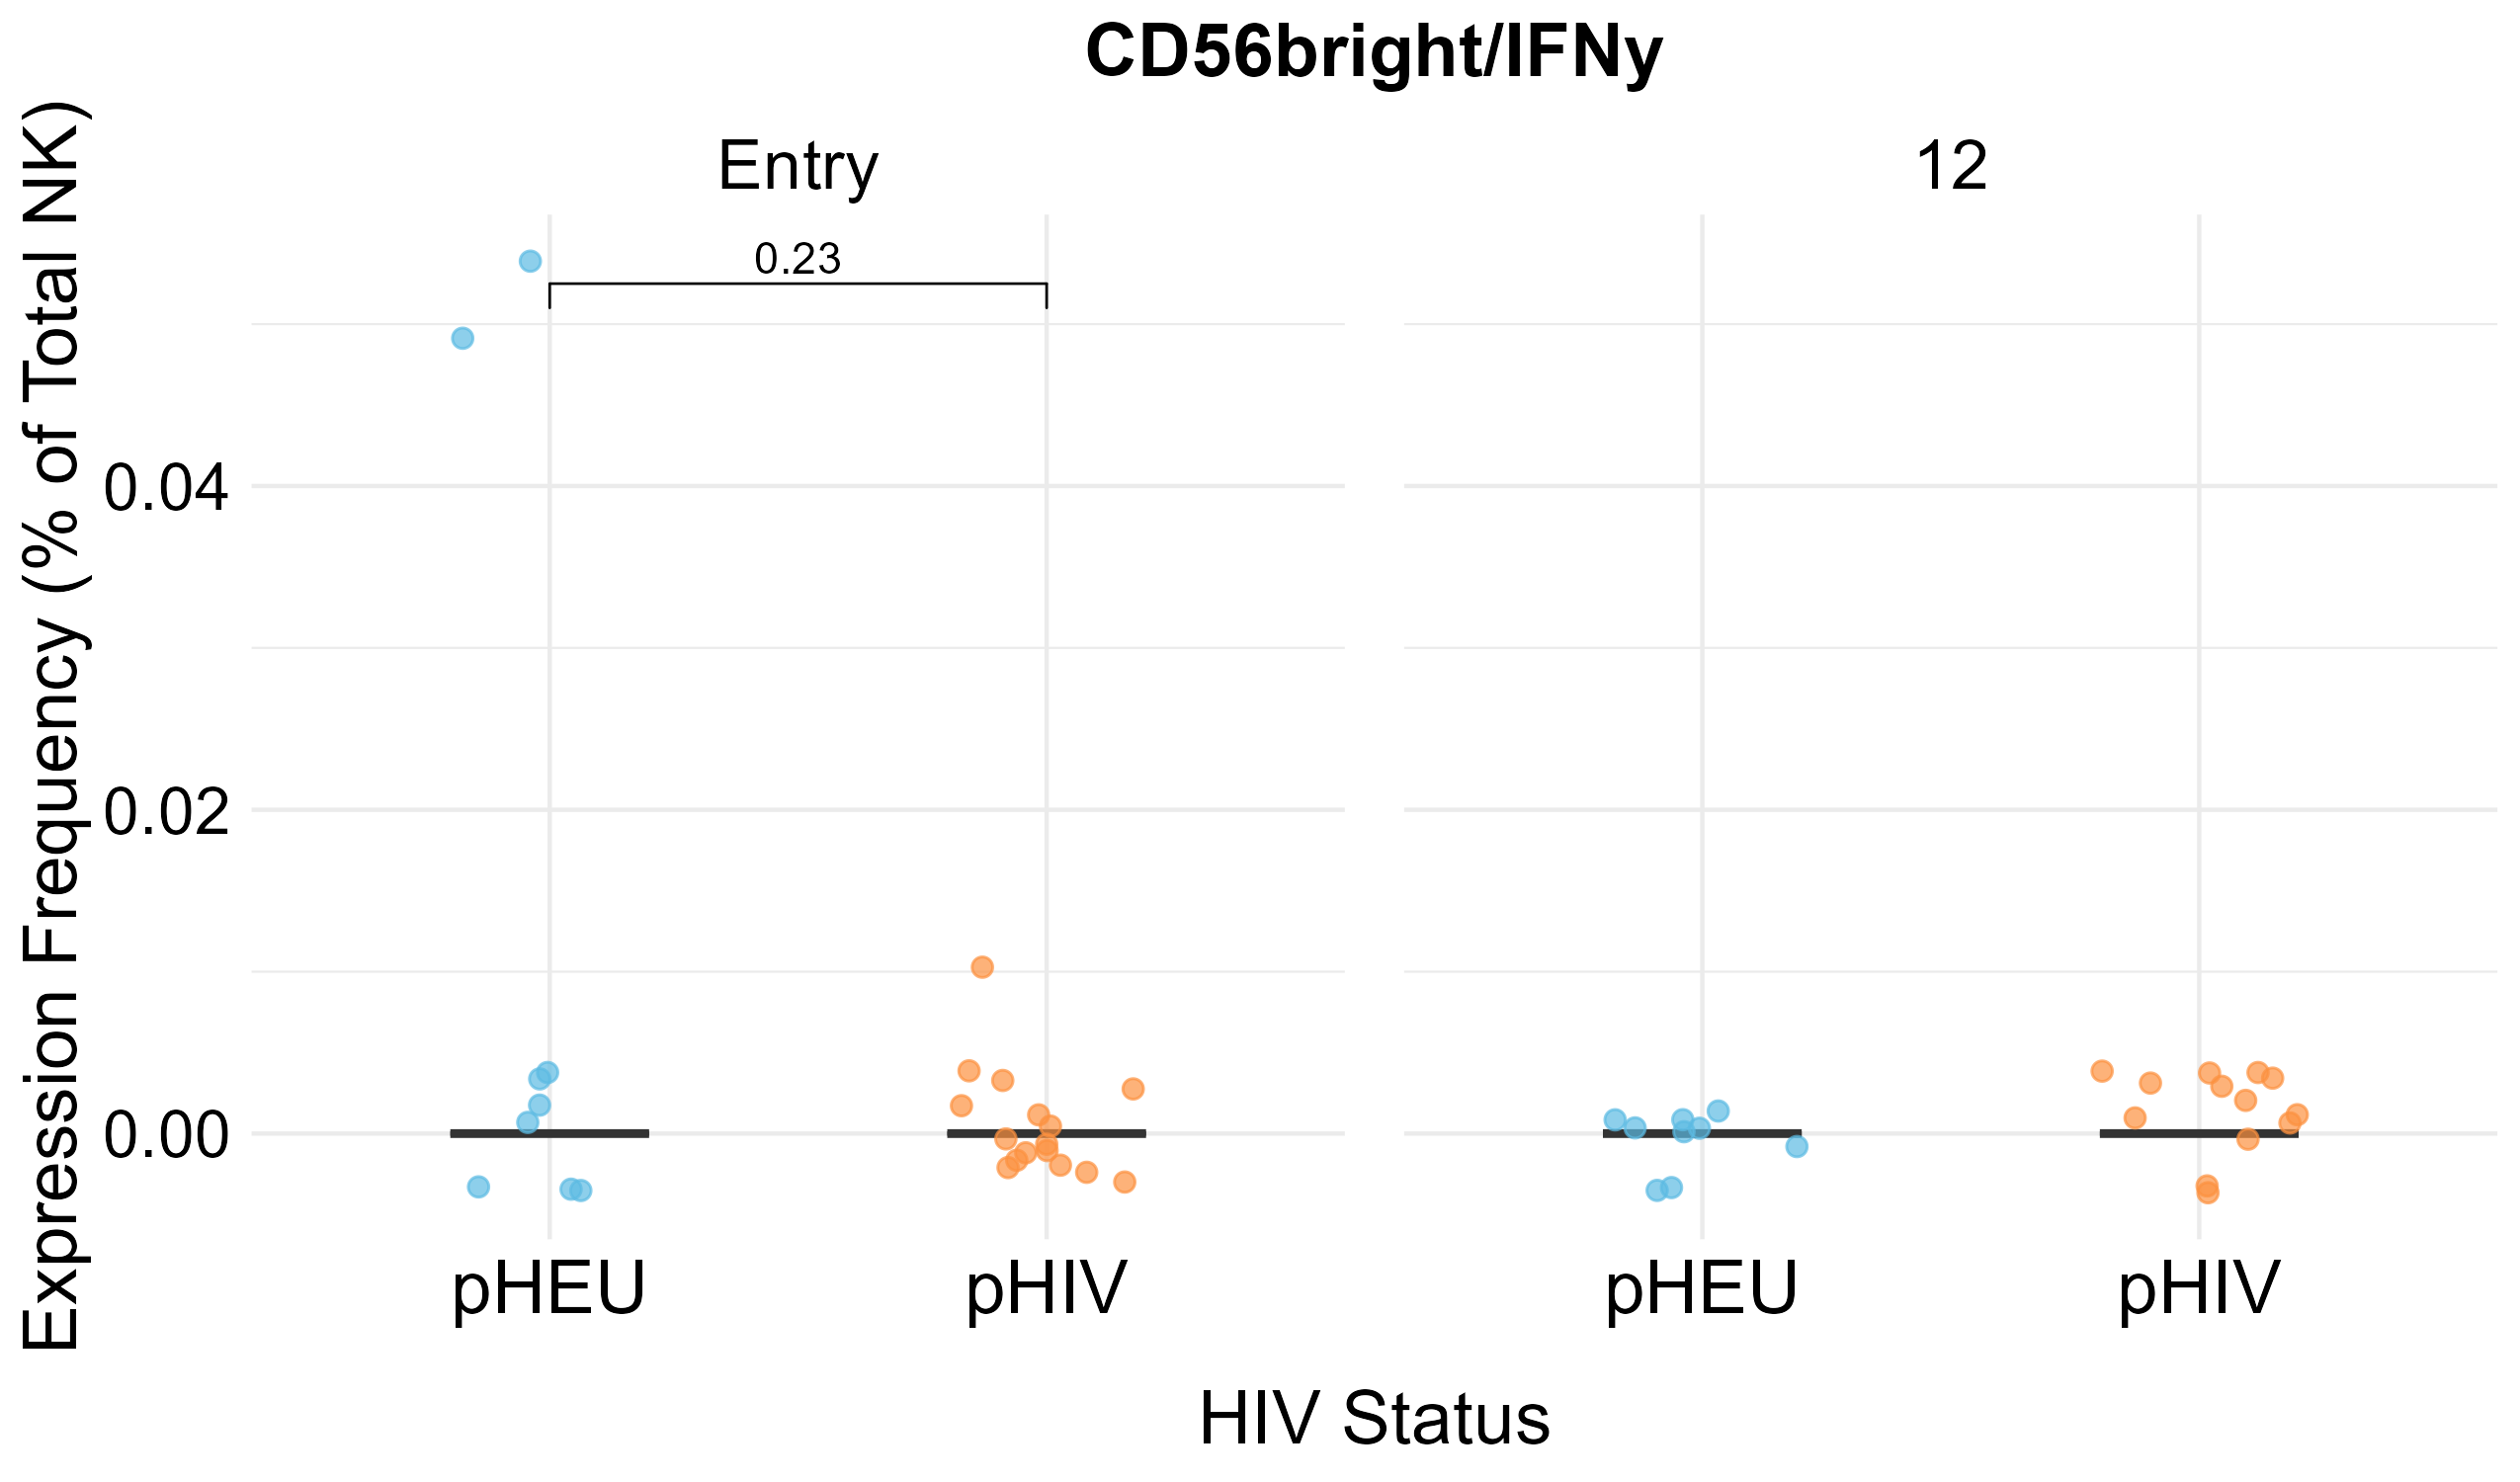 CD56bright/IFNy
Entry
12
0.23
Expression Frequency (% of Total NK)
0.04
0.02
0.00
pHEU
pHIV
pHEU
pHIV
HIV Status